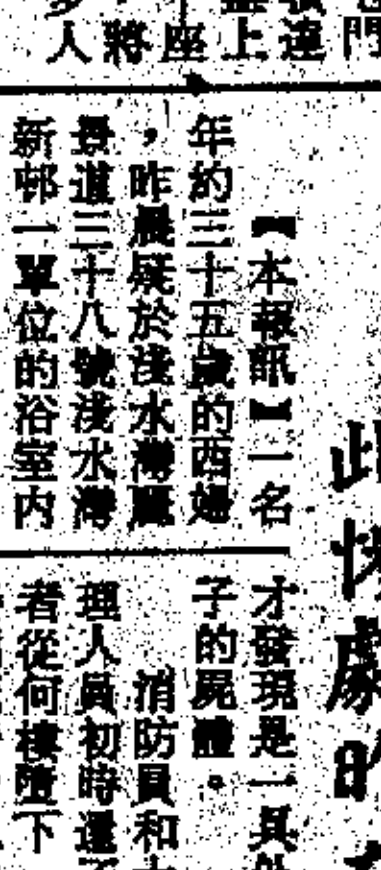 門
達
上
座
將
人
【本報訊】一名
年約三十五歲的西婦
，昨晨疑於淺水灣麗
景道三十八號淺水灣
新邨一單位的浴室內
才發現是一具
子的屍體。
消防員和
理人員初時還
者從何樓墮下